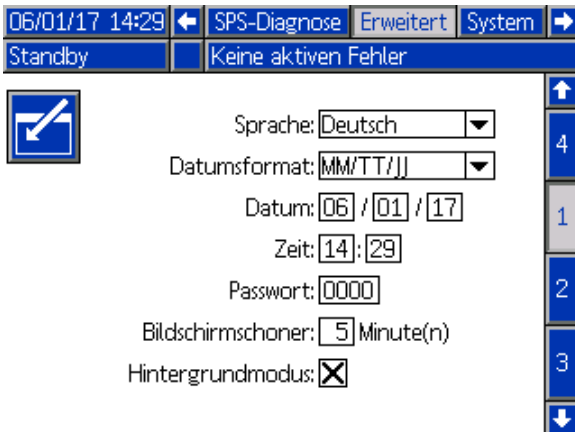 06/01/17 14:29 SPS-Diagnose Erweitert System
Standby Keine aktiven Fehler
Sprache: Deutsch
4
Datumsformat: MM/TT/JJ
Datum: 06 / 01 / 17
1
Zeit: 14 : 29
Passwort: 0000
2
Bildschirmschoner: 5 Minute(n)
3
Hintergrundmodus: X